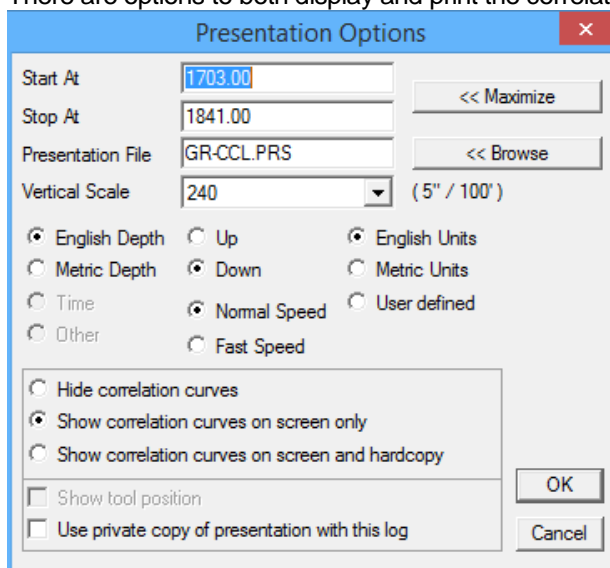 There are options to both display and print the correlat
Presentation Options
Start At 1703.00 << Maximize
Stop At 1841.00
Presentation File GR-CCL.PRS << Browse
Vertical Scale 240 ( 5" / 100' )
English Depth Up English Units
Metric Depth Down Metric Units
Time Normal Speed User defined
Other Fast Speed
Hide correlation curves
Show correlation curves on screen only
Show correlation curves on screen and hardcopy
Show tool position OK
Use private copy of presentation with this log Cancel